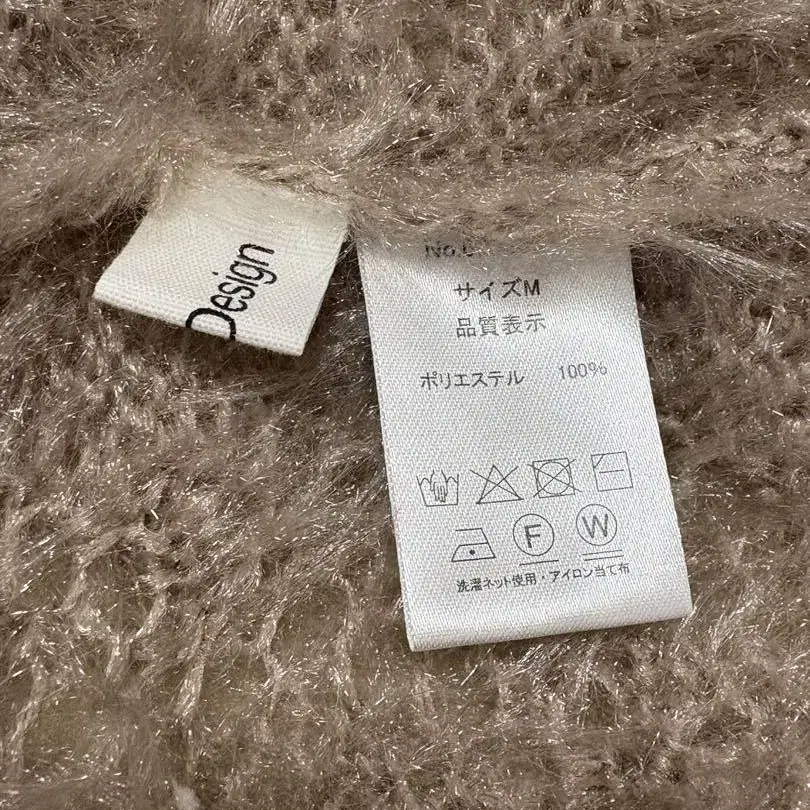 Design
サイズM
品質表示
ポリエステル 100%
F W
洗濯ネット使用・アイロン当て布